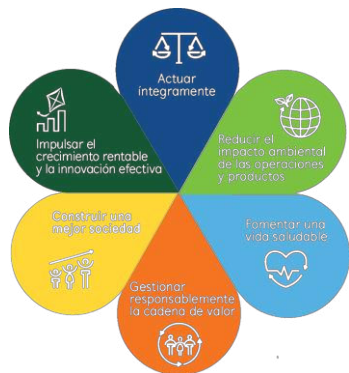 Actuar
íntegramente
Reducir el
impacto ambiental
de las operaciones
y productos
Fomentar una
vida saludable
Gestionar
responsablemente
la cadena de valor
Construir una
mejor sociedad
Impulsar el
crecimiento rentable
y la innovación efectiva